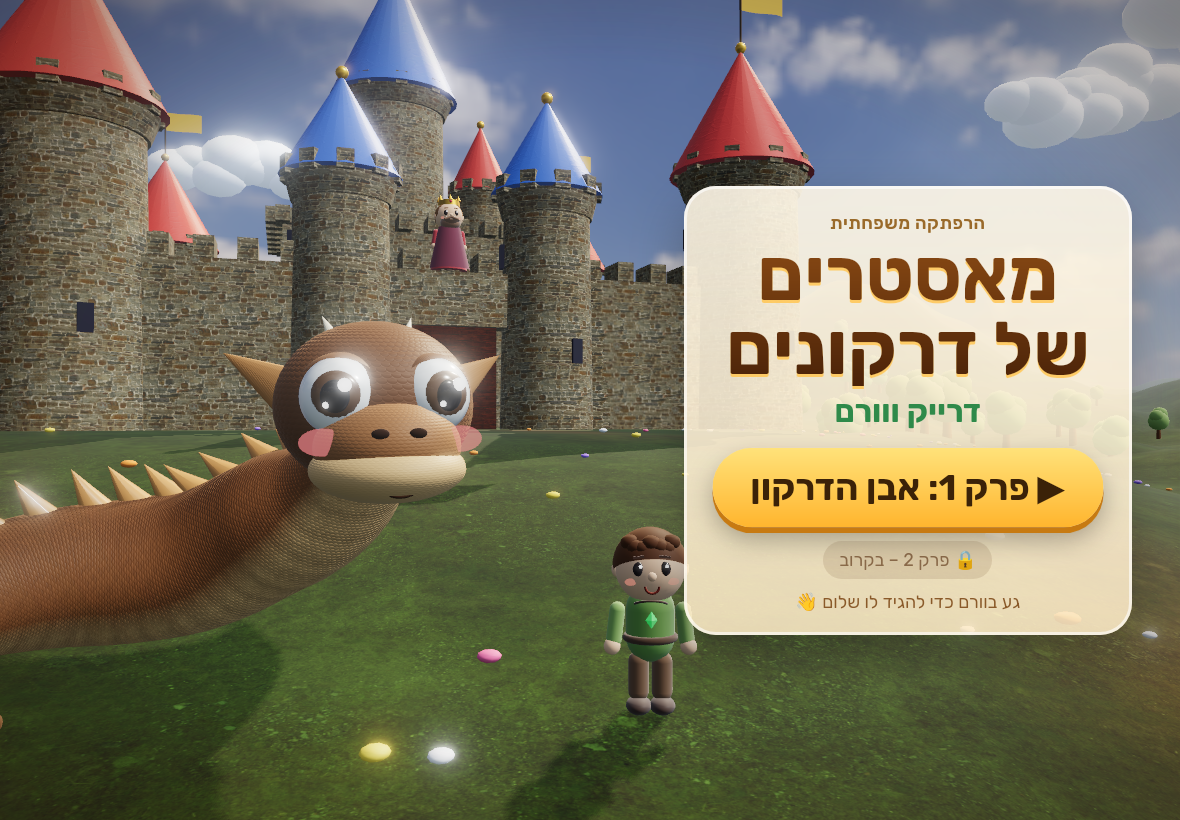 הרפתקה משפחתית
מאסטרים
של דרקונים
דרייק ווורם
▶ פרק 1: אבן הדרקון
🔒 פרק 2 – בקרוב
גע בוורם כדי להגיד לו שלום 👋